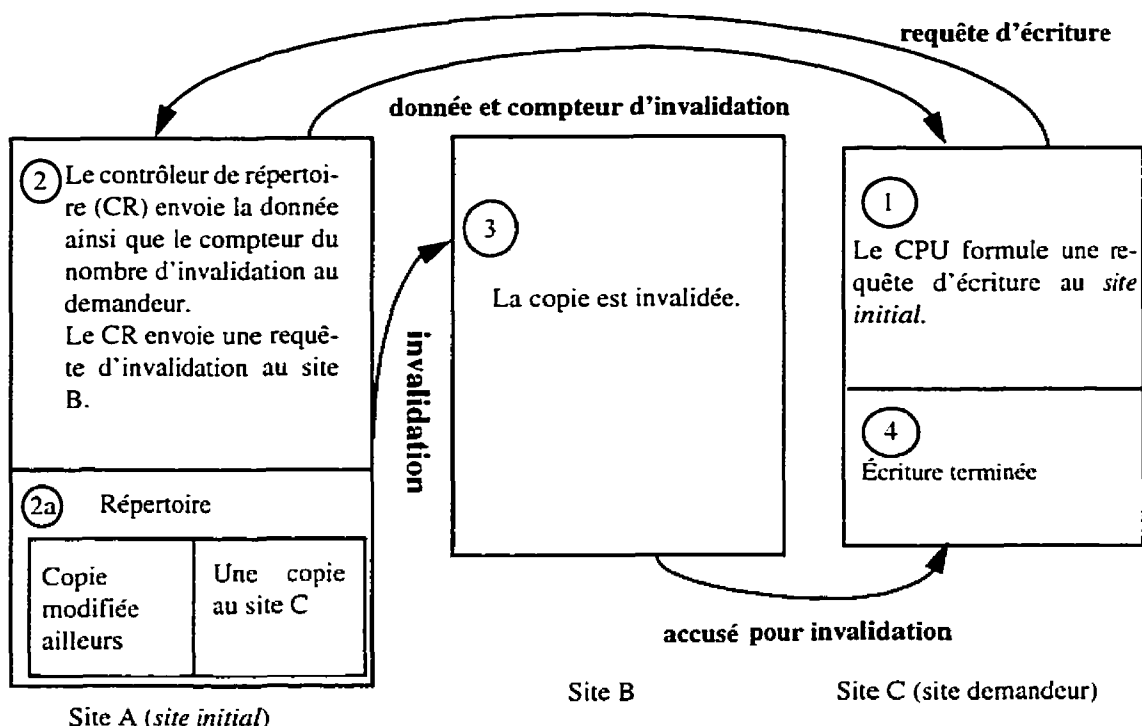 requête d'écriture
donnée et compteur d'invalidation
2
Le contrôleur de répertoi-
re (CR) envoie la donnée
ainsi que le compteur du
nombre d'invalidation au
demandeur.
Le CR envoie une requê-
te d'invalidation au site
B.
2a
Répertoire
Copie
modifiée
ailleurs
Une copie
au site C
Site A (site initial)
invalidation
3
La copie est invalidée.
Site B
1
Le CPU formule une re-
quête d'écriture au site
initial.
4
Écriture terminée
accusé pour invalidation
Site C (site demandeur)